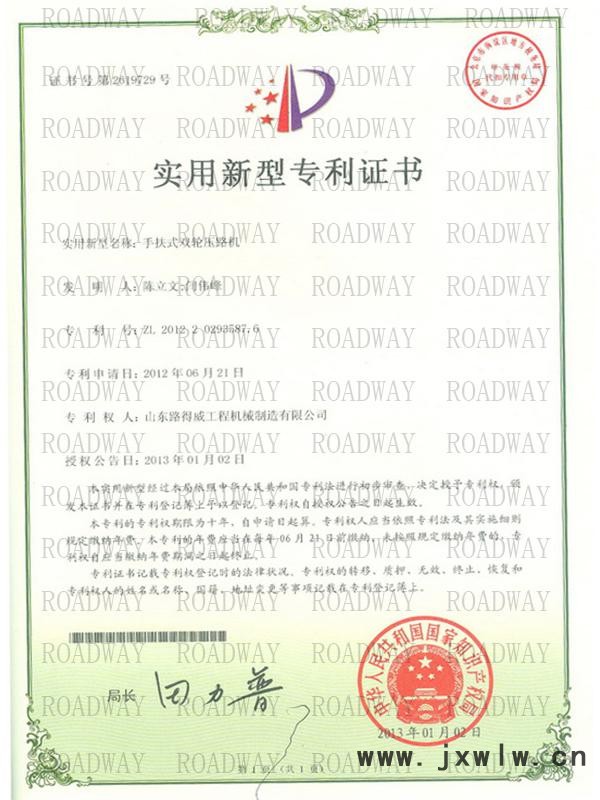 证书号第2619729号
实用新型专利证书
实用新型名称：手扶式双轮压路机
发 明 人：陈立文;闫伟峰
专 利 号：ZL 2012 2 0293587.6
专利申请日：2012年06月21日
专 利 权 人：山东路得威工程机械制造有限公司
授权公告日：2013年01月02日
本实用新型经过本局依照中华人民共和国专利法进行初步审查，决定授予专利权，颁
发本证书并在专利登记簿上予以登记。专利权自授权公告之日起生效。
本专利的专利权期限为十年，自申请日起算。专利权人应当依照专利法及其实施细则
规定缴纳年费。本专利的年费应当在每年06月21日前缴纳。未按照规定缴纳年费的，专
利权自应当缴纳年费期满之日起终止。
专利证书记载专利权登记时的法律状况。专利权的转移、质押、无效、终止、恢复和
专利权人的姓名或名称、国籍、地址变更等事项记载在专利登记簿上。
局长 田力普
中华人民共和国国家知识产权局
2013年01月02日
第1页（共1页）
www.jxwlw.cn
ROADWAY